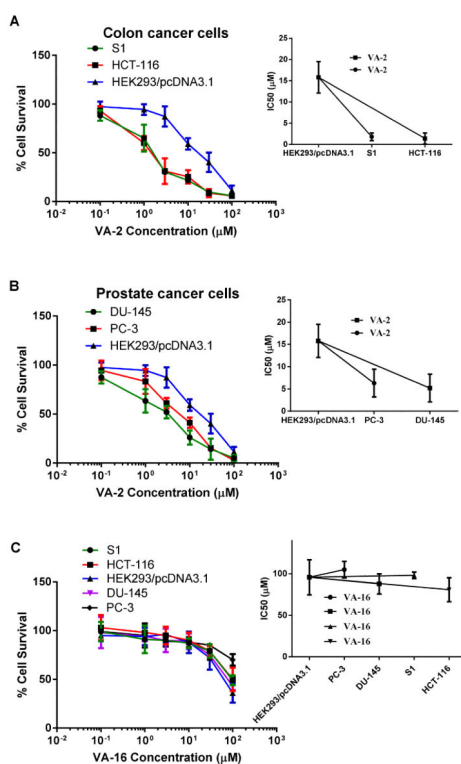 A
Colon cancer cells
S1
HCT-116
HEK293/pcDNA3.1
% Cell Survival
150
100
50
0
10⁻² 10⁻¹ 10⁰ 10¹ 10² 10³
VA-2 Concentration (μM)
IC50 (μM)
25
20
15
10
5
0
VA-2
VA-2
HEK293/pcDNA3.1 S1 HCT-116
B
Prostate cancer cells
DU-145
PC-3
HEK293/pcDNA3.1
% Cell Survival
150
100
50
0
10⁻² 10⁻¹ 10⁰ 10¹ 10² 10³
VA-2 Concentration (μM)
IC50 (μM)
25
20
15
10
5
0
VA-2
VA-2
HEK293/pcDNA3.1 PC-3 DU-145
C
S1
HCT-116
HEK293/pcDNA3.1
DU-145
PC-3
% Cell Survival
150
100
50
0
10⁻² 10⁻¹ 10⁰ 10¹ 10² 10³
VA-16 Concentration (μM)
IC50 (μM)
150
100
50
0
VA-16
VA-16
VA-16
VA-16
HEK293/pcDNA3.1
PC-3
DU-145
S1
HCT-116